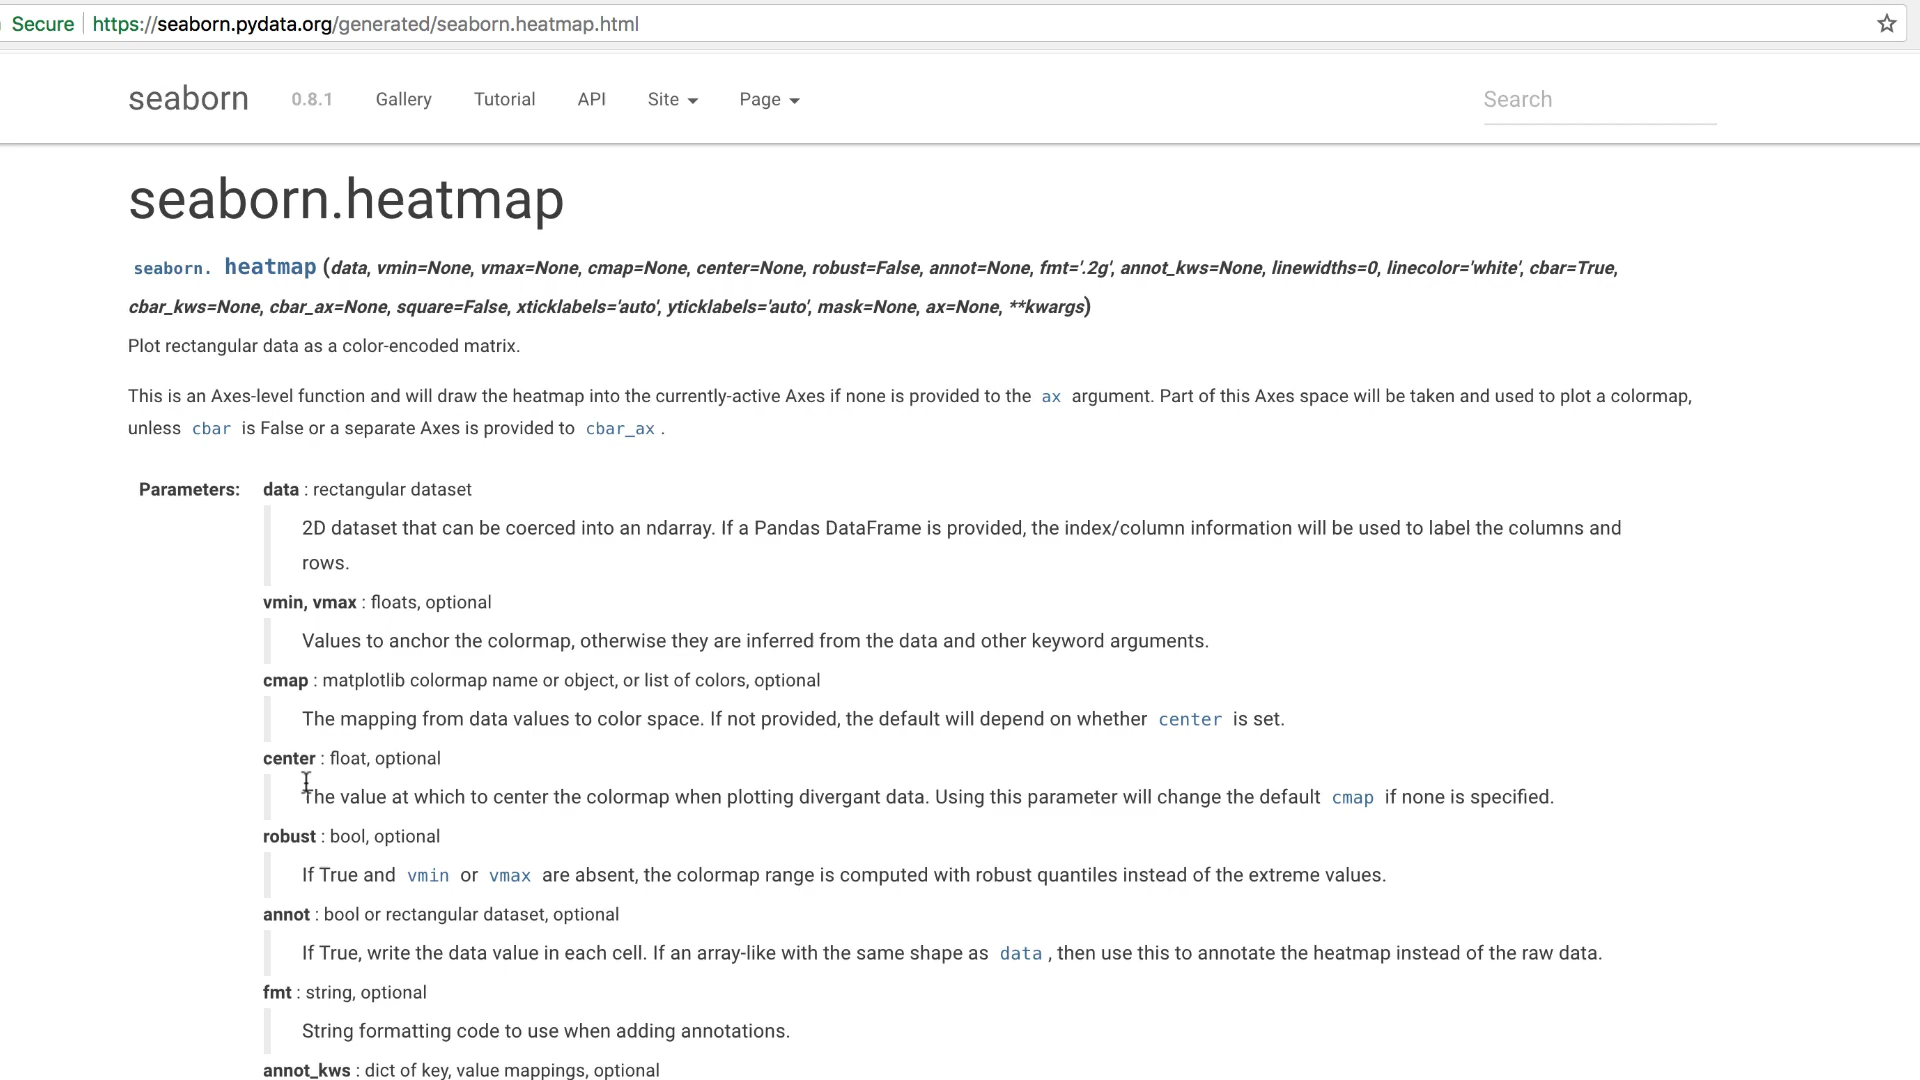 Secure https://seaborn.pydata.org/generated/seaborn.heatmap.html
seaborn 0.8.1 Gallery Tutorial API Site Page Search
seaborn.heatmap
seaborn. heatmap (data, vmin=None, vmax=None, cmap=None, center=None, robust=False, annot=None, fmt='.2g', annot_kws=None, linewidths=0, linecolor='white', cbar=True,
cbar_kws=None, cbar_ax=None, square=False, xticklabels='auto', yticklabels='auto', mask=None, ax=None, **kwargs)
Plot rectangular data as a color-encoded matrix.
This is an Axes-level function and will draw the heatmap into the currently-active Axes if none is provided to the ax argument. Part of this Axes space will be taken and used to plot a colormap,
unless cbar is False or a separate Axes is provided to cbar_ax .
Parameters: data : rectangular dataset
2D dataset that can be coerced into an ndarray. If a Pandas DataFrame is provided, the index/column information will be used to label the columns and
rows.
vmin, vmax : floats, optional
Values to anchor the colormap, otherwise they are inferred from the data and other keyword arguments.
cmap : matplotlib colormap name or object, or list of colors, optional
The mapping from data values to color space. If not provided, the default will depend on whether center is set.
center : float, optional
The value at which to center the colormap when plotting divergant data. Using this parameter will change the default cmap if none is specified.
robust : bool, optional
If True and vmin or vmax are absent, the colormap range is computed with robust quantiles instead of the extreme values.
annot : bool or rectangular dataset, optional
If True, write the data value in each cell. If an array-like with the same shape as data , then use this to annotate the heatmap instead of the raw data.
fmt : string, optional
String formatting code to use when adding annotations.
annot_kws : dict of key, value mappings, optional